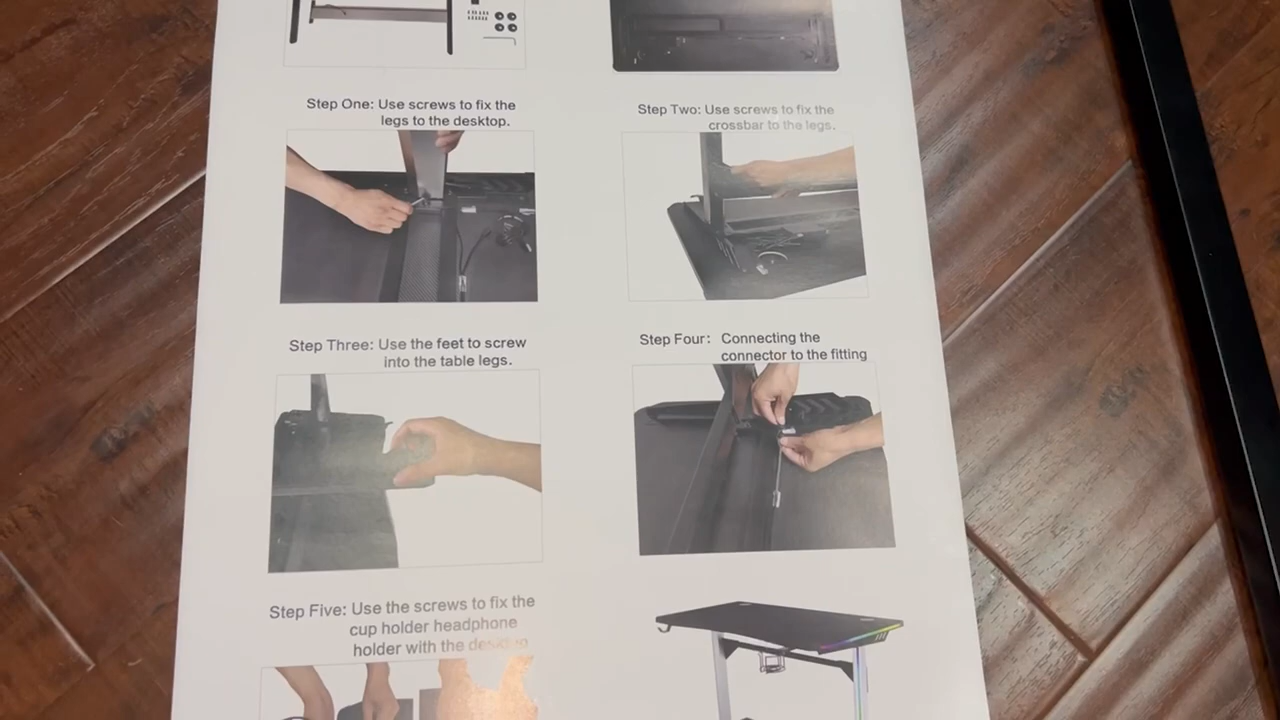 Step One: Use screws to fix the
legs to the desktop.
Step Two: Use screws to fix the
crossbar to the legs.
Step Three: Use the feet to screw
into the table legs.
Step Four: Connecting the
connector to the fitting
Step Five: Use the screws to fix the
cup holder headphone
holder with the desktop